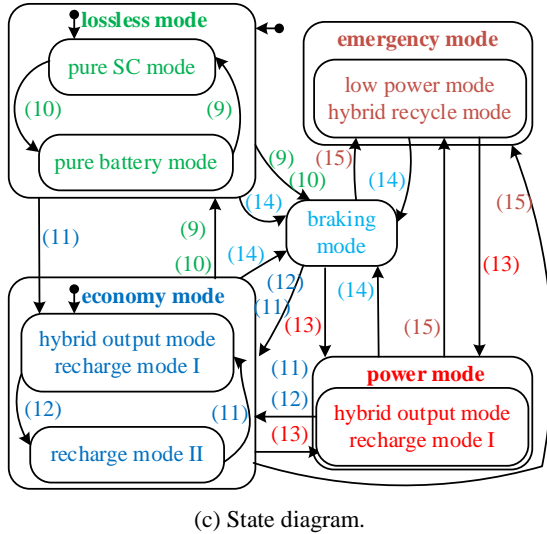 lossless mode
pure SC mode
(10)
(9)
pure battery mode
emergency mode
low power mode
hybrid recycle mode
(9)
(10)
(15)
(14)
(14)
braking
mode
(15)
(11)
(9)
(10)
(14)
(12)
(11)
(13)
(14)
(15)
(13)
economy mode
hybrid output mode
recharge mode I
(12)
(11)
recharge mode II
(11)
(12)
(13)
power mode
hybrid output mode
recharge mode I
(c) State diagram.